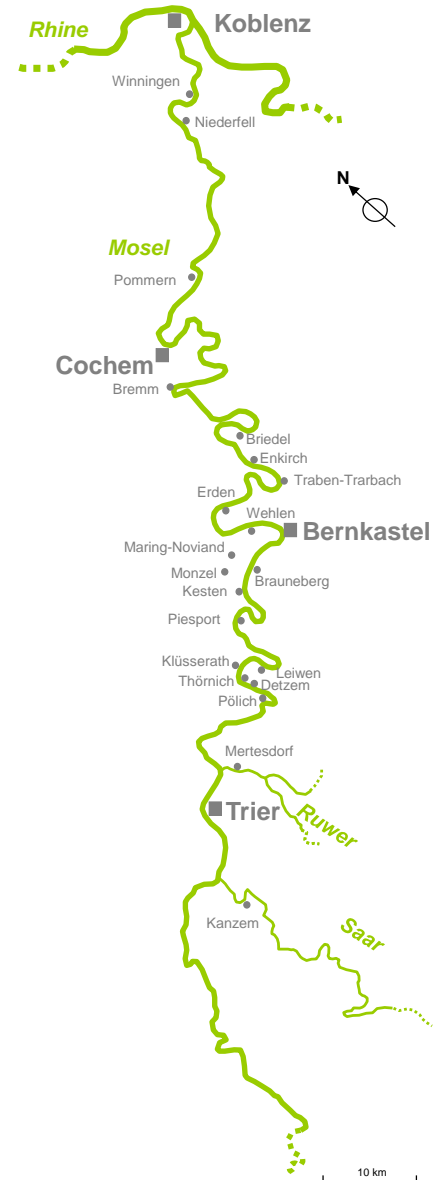 Koblenz
Rhine
Winningen
Niederfell
N
Mosel
Pommern
Cochem
Bremm
Briedel
Enkirch
Traben-Trarbach
Erden
Wehlen
Bernkastel
Maring-Noviand
Monzel
Brauneberg
Kesten
Piesport
Klüsserath
Leiwen
Thörnich
Detzem
Pölich
Mertesdorf
Trier
Ruwer
Kanzem
Saar
10 km